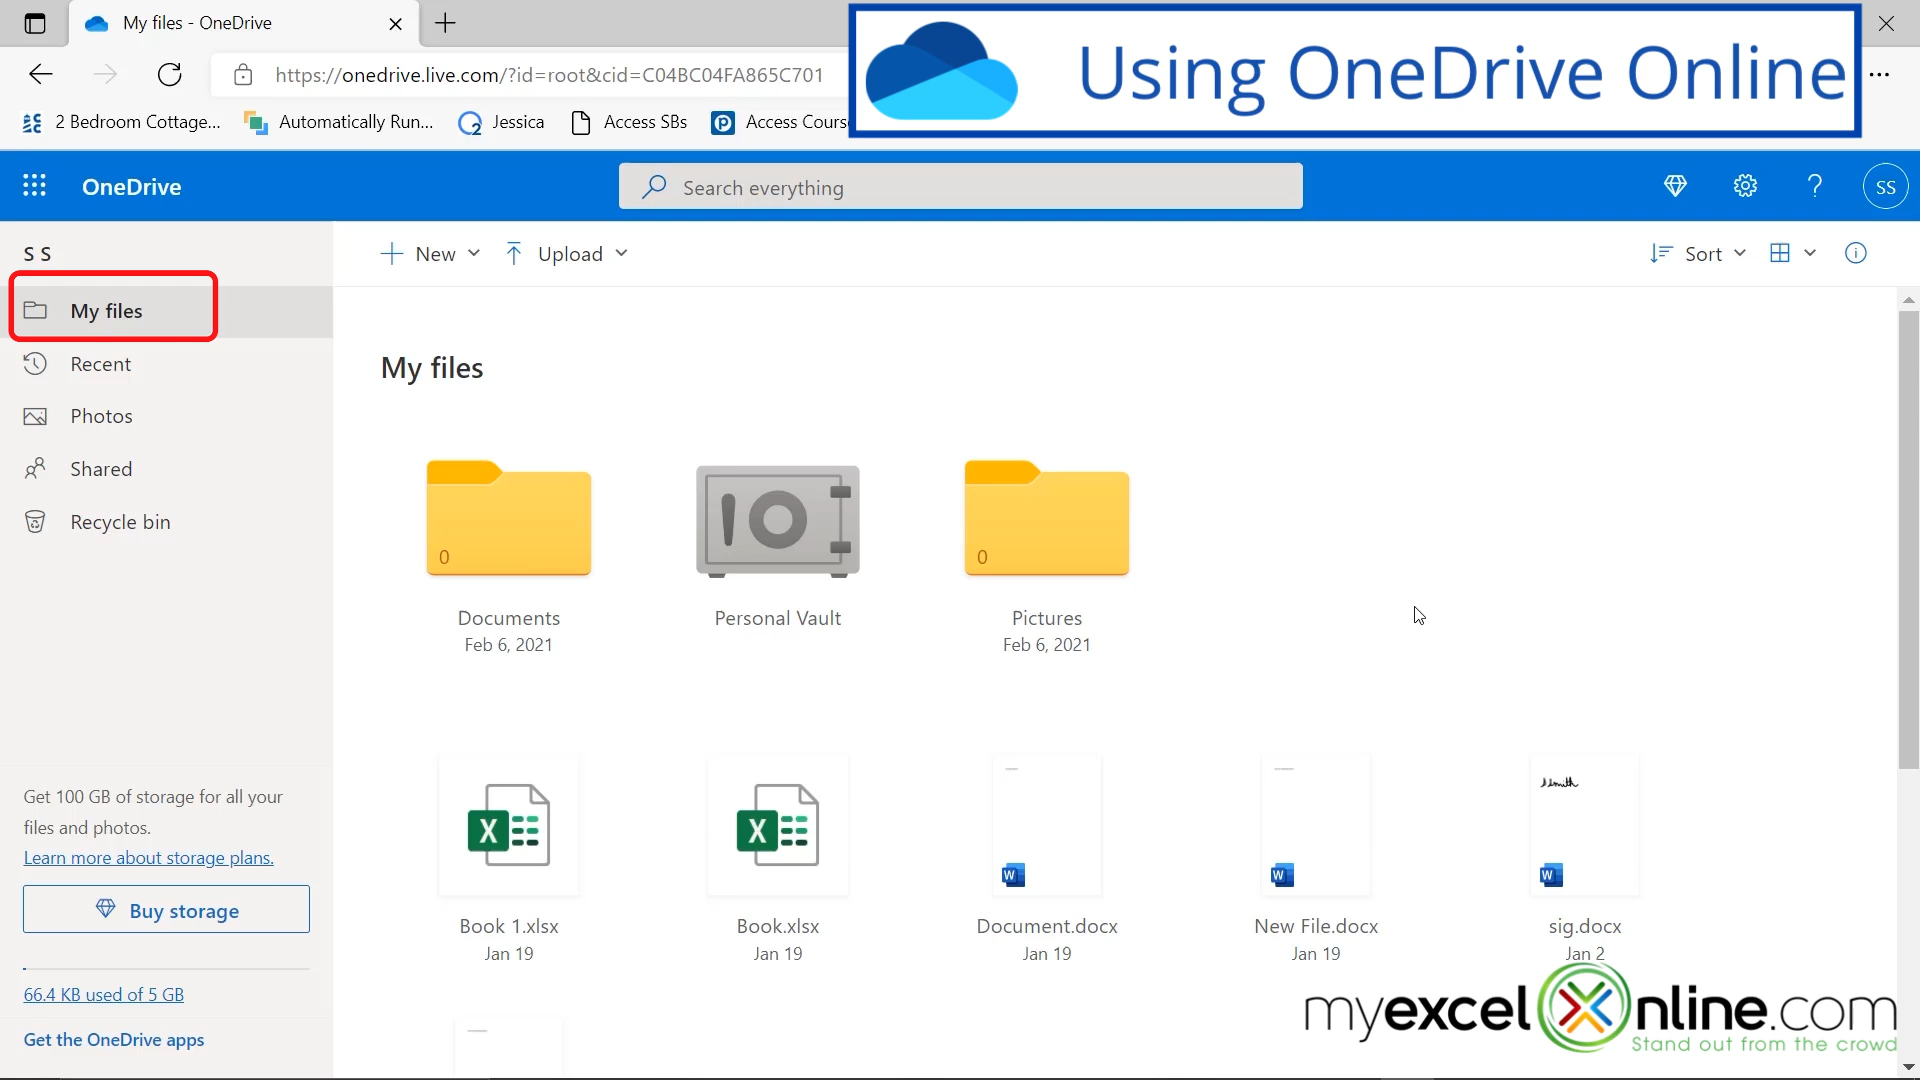 My files - OneDrive
Using OneDrive Online
https://onedrive.live.com/?id=root&cid=C04BC04FA865C701
2 Bedroom Cottage...
Automatically Run...
Jessica
Access SBs
Access Cours
OneDrive
Search everything
SS
S S
New
Upload
Sort
My files
Recent
Photos
Shared
Recycle bin
My files
0
0
Documents
Personal Vault
Pictures
Feb 6, 2021
Feb 6, 2021
Get 100 GB of storage for all your
files and photos.
Learn more about storage plans.
Buy storage
66.4 KB used of 5 GB
Get the OneDrive apps
X
X
W
W
W
Book 1.xlsx
Book.xlsx
Document.docx
New File.docx
sig.docx
Jan 19
Jan 19
Jan 19
Jan 19
Jan 2
myexcelOnline.com
Stand out from the crowd